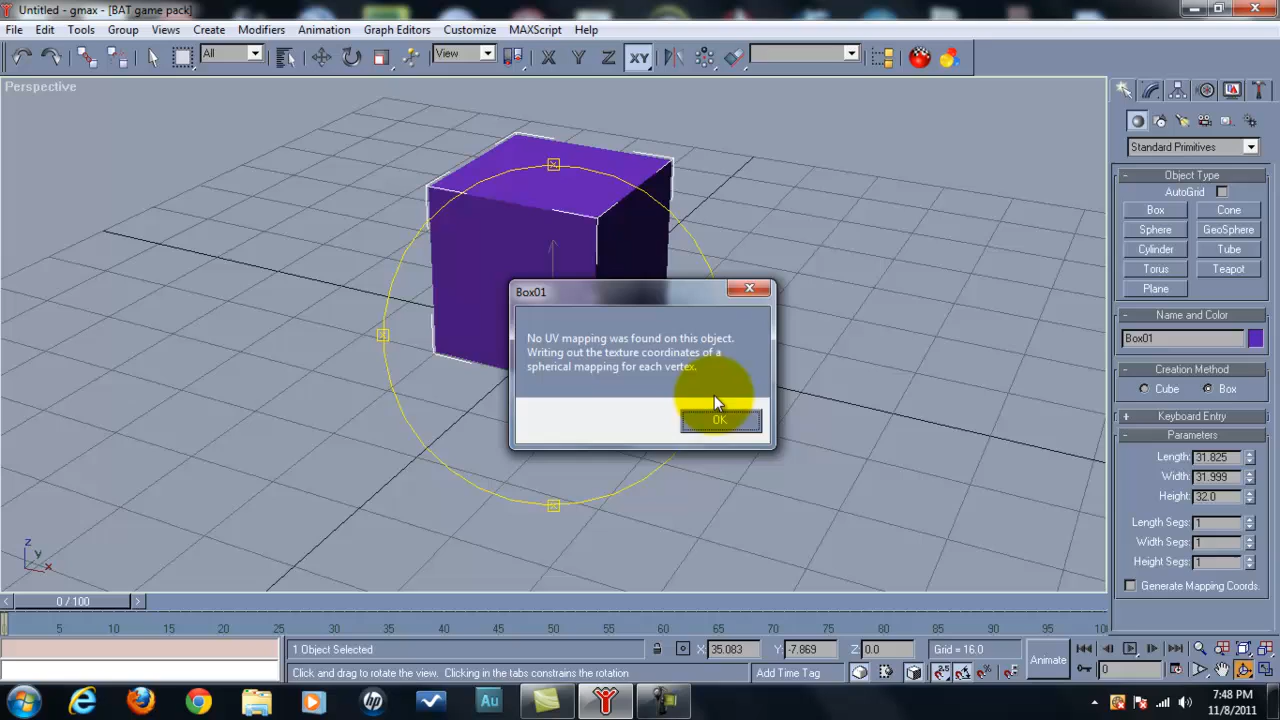 Untitled - gmax - [BAT game pack]
File Edit Tools Group Views Create Modifiers Animation Graph Editors Customize MAXScript Help
All View X Y Z XY
Perspective
Standard Primitives
- Object Type
AutoGrid
Box Cone
Sphere GeoSphere
Cylinder Tube
Torus Teapot
Plane
- Name and Color
Box01
- Creation Method
Cube Box
+ Keyboard Entry
- Parameters
Length: 31.825
Width: 31.999
Height: 32.0
Length Segs: 1
Width Segs: 1
Height Segs: 1
Generate Mapping Coords.
Box01
No UV mapping was found on this object.
Writing out the texture coordinates of a
spherical mapping for each vertex.
OK
z
y
x
< 0 / 100 >
5 10 15 20 25 30 35 40 45 50 55 60 65 70 75 80 85 90 95 100
1 Object Selected X 35.083 Y -7.869 Z 0.0 Grid = 16.0
Click and drag to rotate the view. Clicking in the tabs constrains the rotation Add Time Tag
Animate
0
7:48 PM
11/8/2011